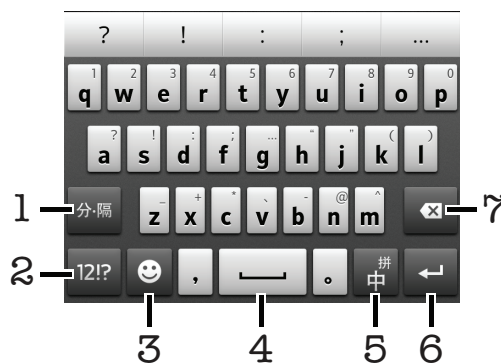 ? ! : ; ...
1 2 3 4 5 6 7 8 9 0
q w e r t y u i o p
? ! : ; ... " " ( )
a s d f g h j k l
_ + * 、 - @ ^
1 分·隔 z x c v b n m 7
2 12!? , 。 拼 中
3 4 5 6